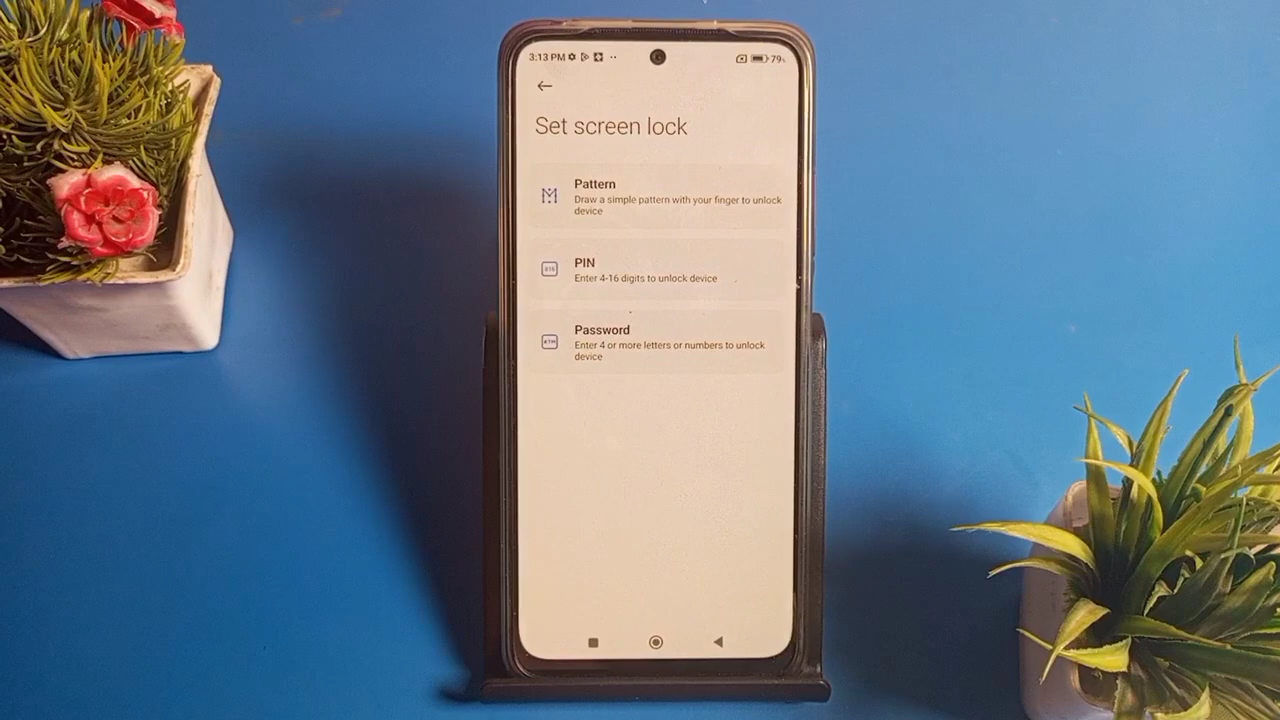 3:13 PM
79%
Set screen lock
Pattern
Draw a simple pattern with your finger to unlock
device
PIN
Enter 4-16 digits to unlock device
Password
Enter 4 or more letters or numbers to unlock
device